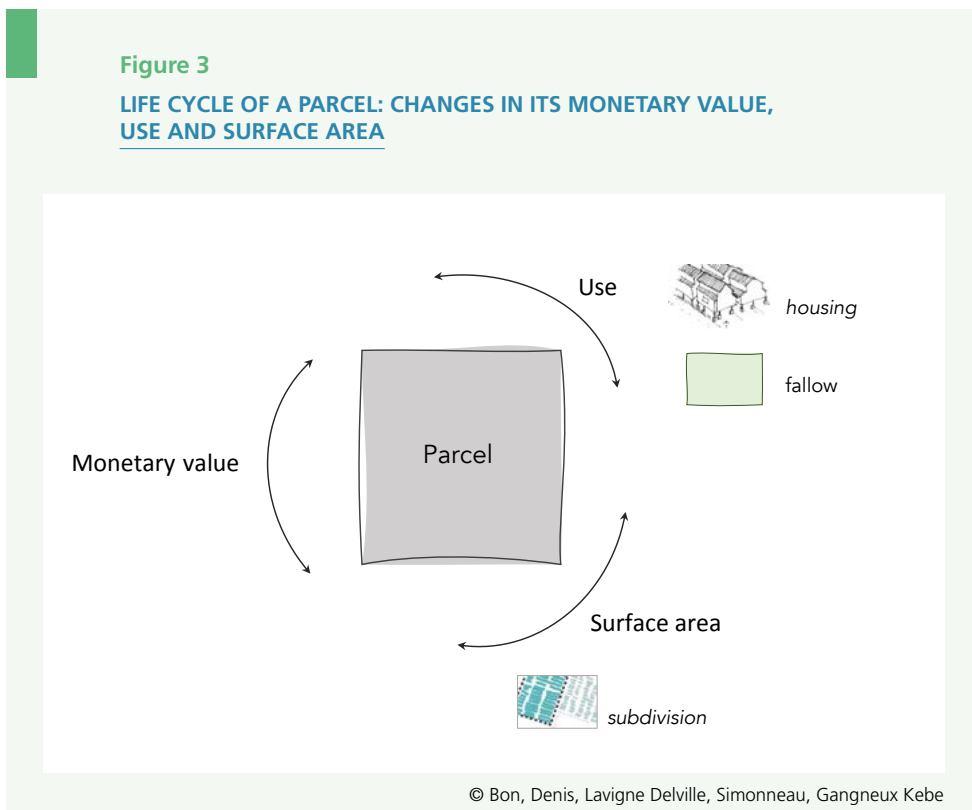 Figure 3
LIFE CYCLE OF A PARCEL: CHANGES IN ITS MONETARY VALUE,
USE AND SURFACE AREA
Use
housing
fallow
Parcel
Monetary value
Surface area
subdivision
© Bon, Denis, Lavigne Delville, Simonneau, Gangneux Kebe